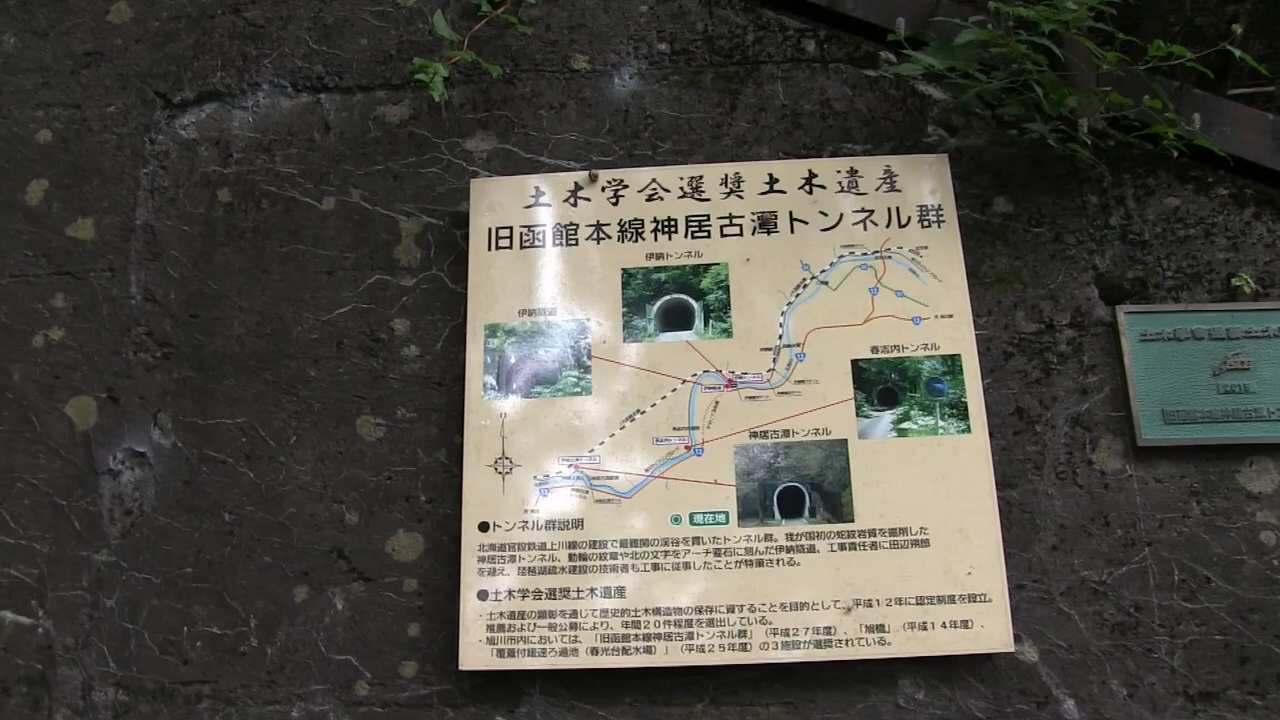 土木学会選奨土木遺産
旧函館本線神居古潭トンネル群
伊納トンネル
伊納隧道
春志内トンネル
神居古潭トンネル
12
12
12
12
12
現在地
●トンネル群説明
北海道官設鉄道上川線の建設で最難関の渓谷を貫いたトンネル群。我が国初の蛇紋岩質を掘削した
神居古潭トンネル、動輪の紋章や北の文字をアーチ要石に刻んだ伊納隧道、工事責任者に田辺朔郎
を迎え、琵琶湖疏水建設の技術者も工事に従事したことが特筆される。
●土木学会選奨土木遺産
・土木遺産の顕彰を通じて歴史的土木構造物の保存に資することを目的として、平成12年に認定制度を設立。
推薦および一般公募により、年間20件程度を選出している。
・旭川市内においては、「旧函館本線神居古潭トンネル群」（平成27年度）、「旭橋」（平成14年度）、
「覆蓋付緩速ろ過池（春光台配水場）」（平成25年度）の3施設が選奨されている。
2015
旧函館本線神居古潭ト